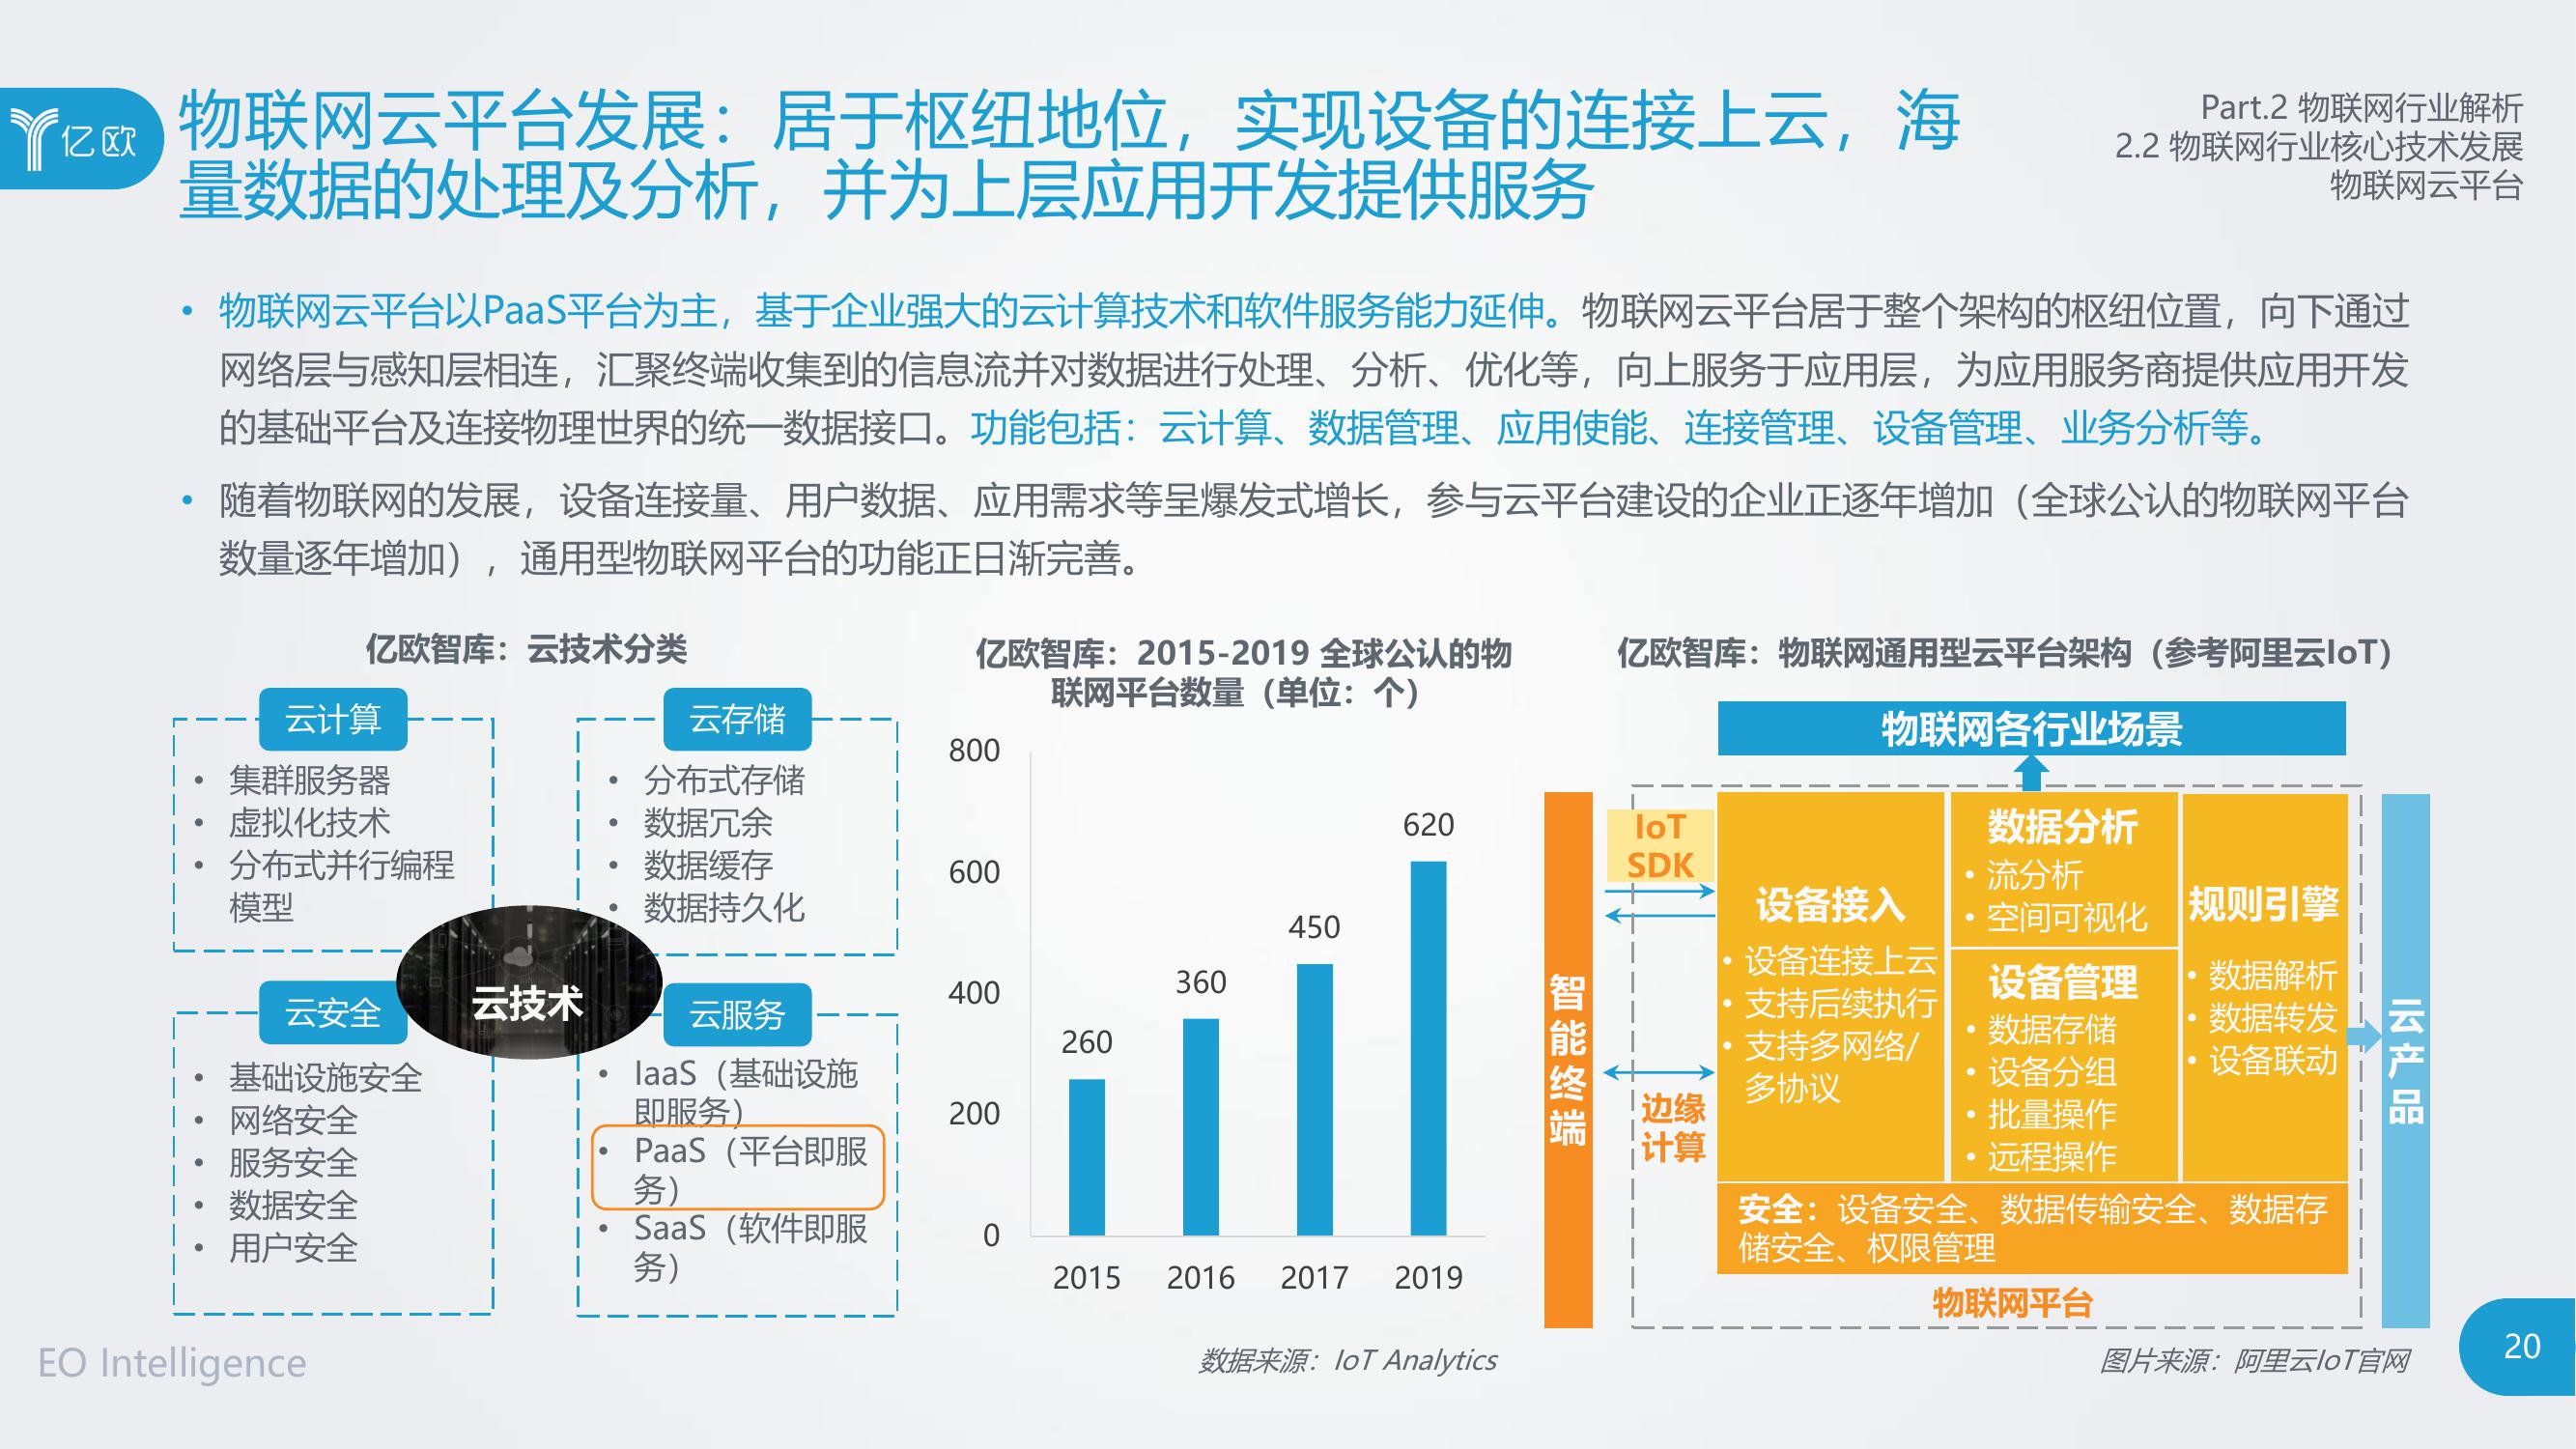 亿欧
物联网云平台发展：居于枢纽地位，实现设备的连接上云，海
量数据的处理及分析，并为上层应用开发提供服务
Part.2 物联网行业解析
2.2 物联网行业核心技术发展
物联网云平台
• 物联网云平台以PaaS平台为主，基于企业强大的云计算技术和软件服务能力延伸。物联网云平台居于整个架构的枢纽位置，向下通过
网络层与感知层相连，汇聚终端收集到的信息流并对数据进行处理、分析、优化等，向上服务于应用层，为应用服务商提供应用开发
的基础平台及连接物理世界的统一数据接口。功能包括：云计算、数据管理、应用使能、连接管理、设备管理、业务分析等。
• 随着物联网的发展，设备连接量、用户数据、应用需求等呈爆发式增长，参与云平台建设的企业正逐年增加（全球公认的物联网平台
数量逐年增加），通用型物联网平台的功能正日渐完善。
亿欧智库：云技术分类
云计算
• 集群服务器
• 虚拟化技术
• 分布式并行编程
模型
云存储
• 分布式存储
• 数据冗余
• 数据缓存
• 数据持久化
云技术
云安全
• 基础设施安全
• 网络安全
• 服务安全
• 数据安全
• 用户安全
云服务
• IaaS（基础设施
即服务）
• PaaS（平台即服
务）
• SaaS（软件即服
务）
亿欧智库：2015-2019 全球公认的物
联网平台数量（单位：个）
800
600
400
200
0
260
360
450
620
2015
2016
2017
2019
数据来源：IoT Analytics
亿欧智库：物联网通用型云平台架构（参考阿里云IoT）
物联网各行业场景
智能终端
IoT
SDK
边缘
计算
设备接入
• 设备连接上云
• 支持后续执行
• 支持多网络/
多协议
数据分析
• 流分析
• 空间可视化
设备管理
• 数据存储
• 设备分组
• 批量操作
• 远程操作
规则引擎
• 数据解析
• 数据转发
• 设备联动
云产品
安全：设备安全、数据传输安全、数据存
储安全、权限管理
物联网平台
图片来源：阿里云IoT官网
EO Intelligence
20